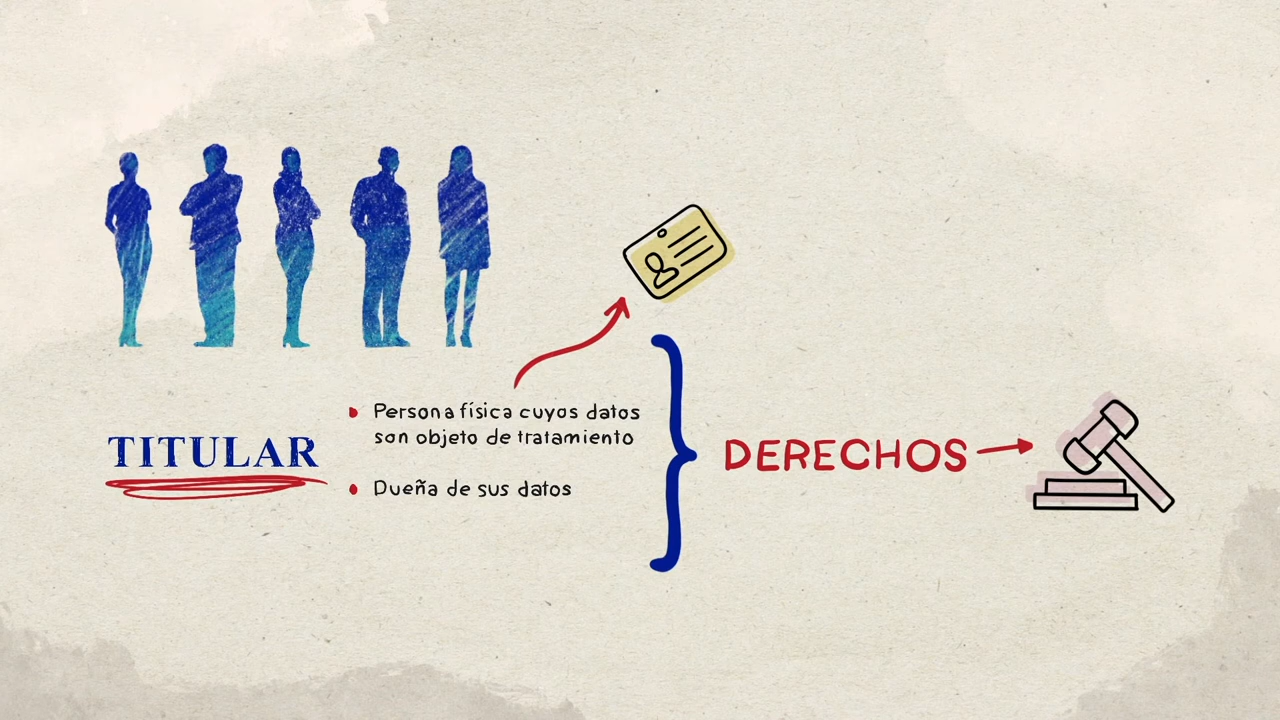 TITULAR
Persona física cuyos datos
son objeto de tratamiento
Dueña de sus datos
DERECHOS